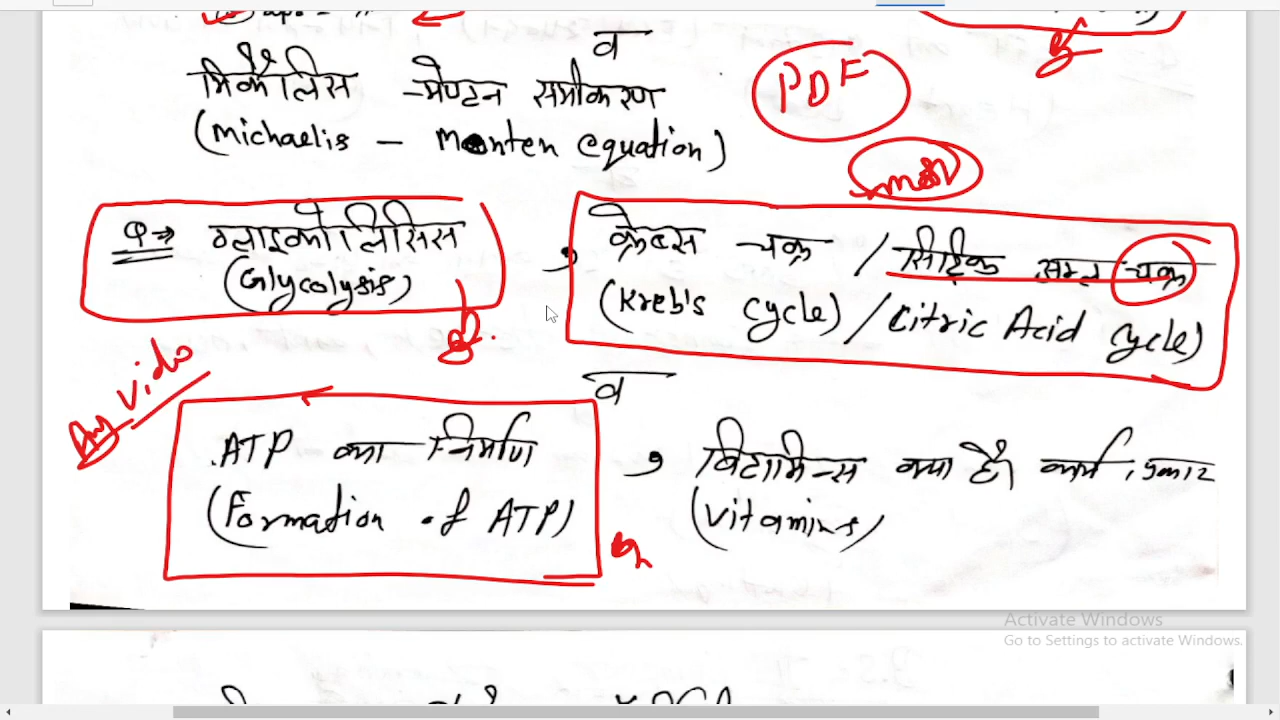 व
मिकैलिस - मेण्टन समीकरण
(Michaelis - Menten equation)
PDF
Q⇒ ग्लाइकोलिसिस , क्रेब्स चक्र / सीट्रिक अम्ल चक्र
(Glycolysis) (Kreb's cycle) / Citric Acid Cycle)
Vido
व
ATP का निर्माण , विटामिन्स क्या है। कार्य, प्रकार
(Formation of ATP) (Vitamins)
Activate Windows
Go to Settings to activate Windows.